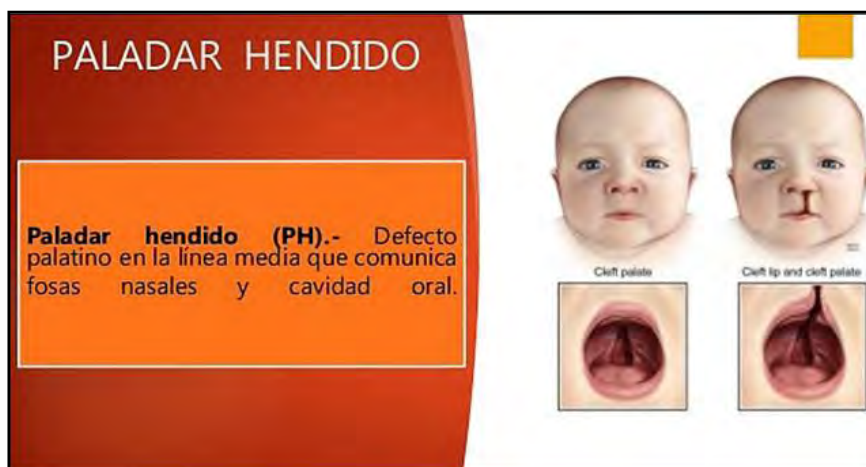 PALADAR HENDIDO
Paladar hendido (PH).- Defecto
palatino en la línea media que comunica
fosas nasales y cavidad oral.
Cleft palate
Cleft lip and cleft palate